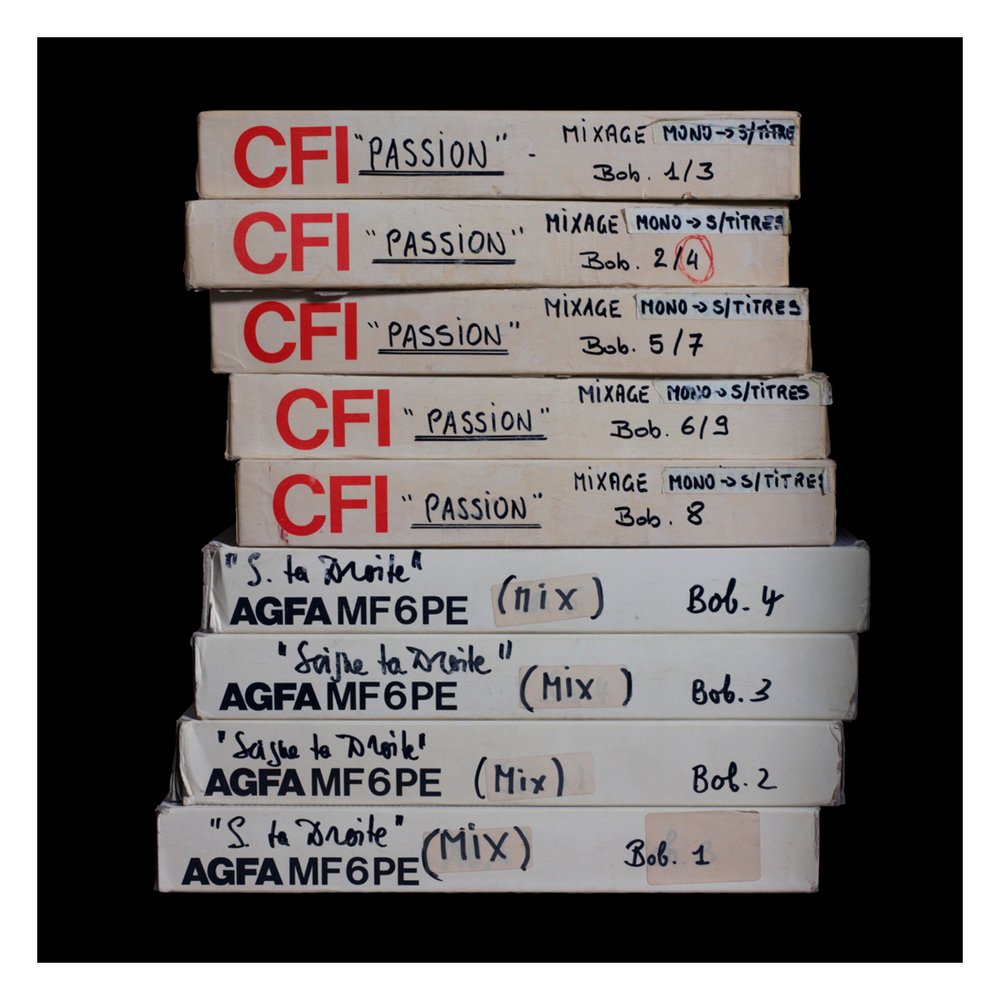 CFI "PASSION" - MIXAGE MONO → S/TITRE
Bob. 1/3
CFI "PASSION" MIXAGE MONO → S/TITRES
Bob. 2/4
CFI "PASSION" MIXAGE MONO → S/TITRES
Bob. 5/7
CFI "PASSION" MIXAGE MONO → S/TITRES
Bob. 6/9
CFI "PASSION" MIXAGE MONO → S/TITRES
Bob. 8
"S. ta Droite"
AGFA MF6PE (Mix) Bob. 4
"Soigne ta Droite"
AGFA MF6PE (Mix) Bob. 3
"Soigne ta Droite"
AGFA MF6PE (Mix) Bob. 2
"S. ta Droite"
AGFA MF6PE (MiX) Bob. 1